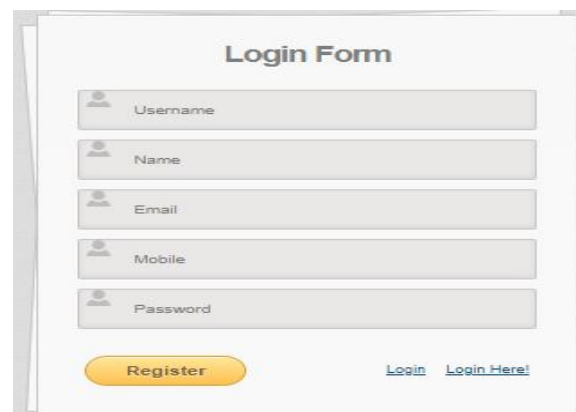 Login Form
Username
Name
Email
Mobile
Password
Register Login Login Here!